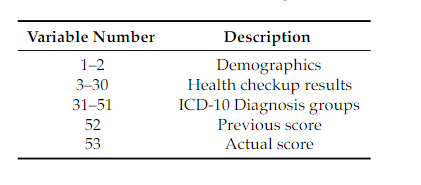 Variable Number Description
1–2 Demographics
3–30 Health checkup results
31–51 ICD-10 Diagnosis groups
52 Previous score
53 Actual score